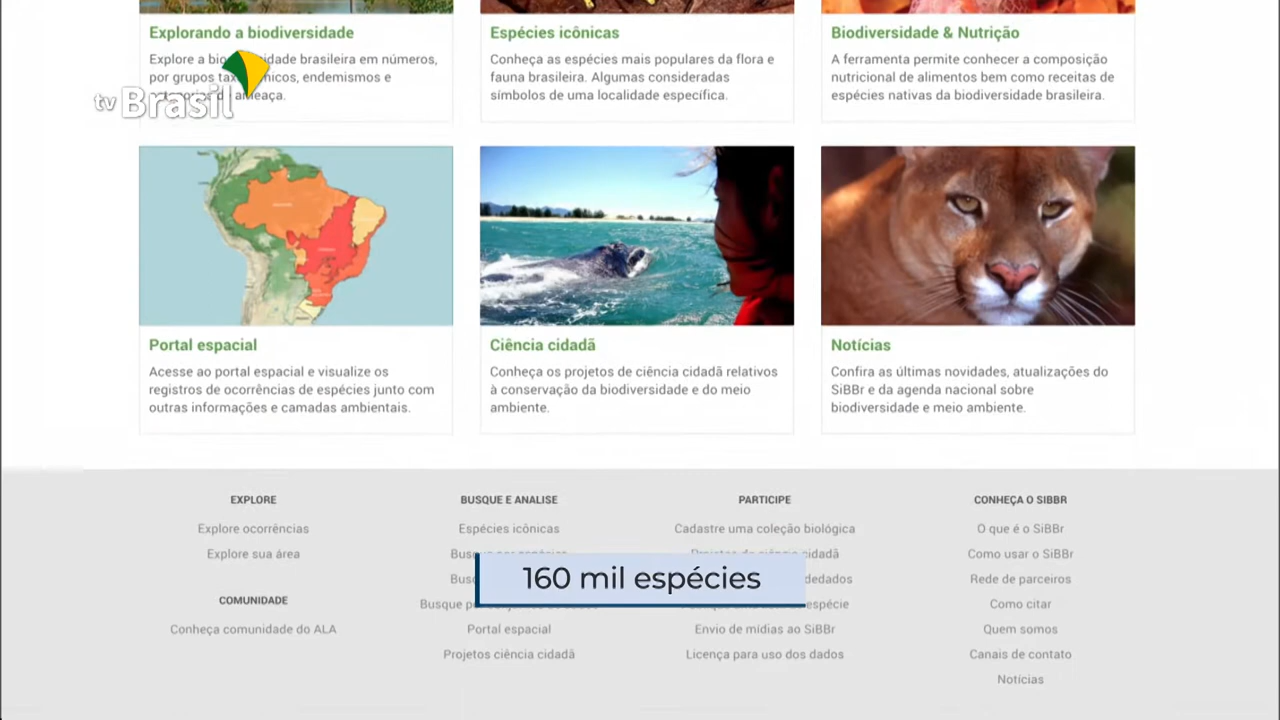 Explorando a biodiversidade
Explore a biodiversidade brasileira em números,
por grupos taxonômicos, endemismos e
ameaça.
tv Brasil
Espécies icônicas
Conheça as espécies mais populares da flora e
fauna brasileira. Algumas consideradas
símbolos de uma localidade específica.
Biodiversidade & Nutrição
A ferramenta permite conhecer a composição
nutricional de alimentos bem como receitas de
espécies nativas da biodiversidade brasileira.
Portal espacial
Acesse ao portal espacial e visualize os
registros de ocorrências de espécies junto com
outras informações e camadas ambientais.
Ciência cidadã
Conheça os projetos de ciência cidadã relativos
à conservação da biodiversidade e do meio
ambiente.
Notícias
Confira as últimas novidades, atualizações do
SiBBr e da agenda nacional sobre
biodiversidade e meio ambiente.
EXPLORE
Explore ocorrências
Explore sua área
COMUNIDADE
Conheça comunidade do ALA
BUSQUE E ANALISE
Espécies icônicas
Portal espacial
Projetos ciência cidadã
160 mil espécies
PARTICIPE
Cadastre uma coleção biológica
Projetos de ciência cidadã
Envio de mídias ao SiBBr
Licença para uso dos dados
CONHEÇA O SIBBR
O que é o SiBBr
Como usar o SiBBr
Rede de parceiros
Como citar
Quem somos
Canais de contato
Notícias